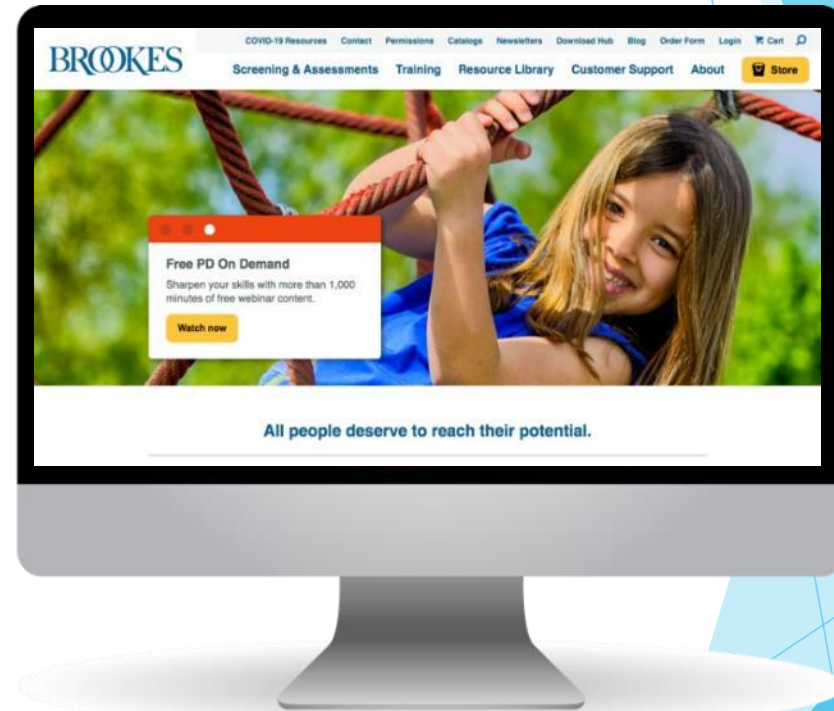 COVID-19 Resources Contact Permissions Catalogs Newsletters Download Hub Blog Order Form Login Cart
BROOKES
Screening & Assessments Training Resource Library Customer Support About Store
Free PD On Demand
Sharpen your skills with more than 1,000
minutes of free webinar content.
Watch now
All people deserve to reach their potential.